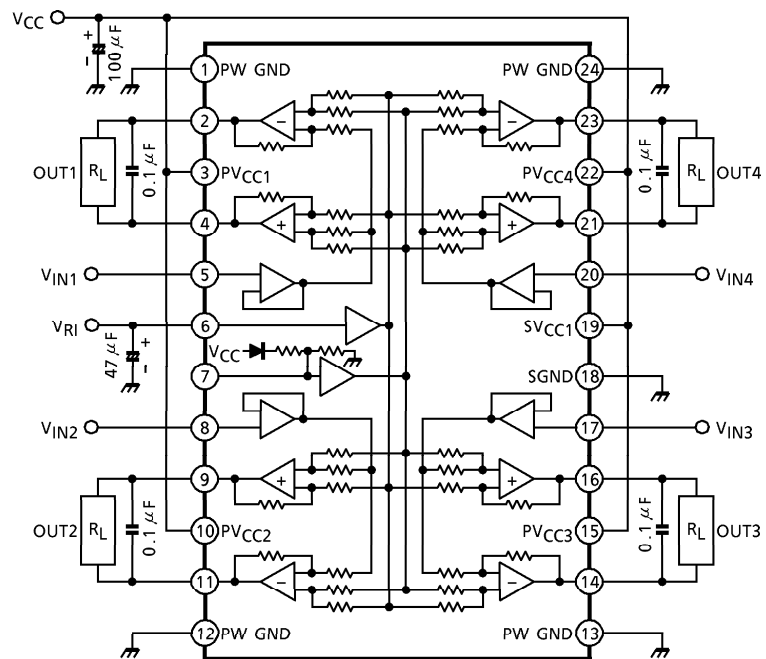 VCC
+
-
100 μF
1 PW GND
PW GND 24
2
-
-
23
OUT1
RL
0.1 μF
3 PVCC1
PVCC4 22
0.1 μF
RL
OUT4
4
+
+
21
VIN1
5
20
VIN4
VRI
6
SVCC1 19
47 μF
+
-
VCC
7
SGND 18
VIN2
8
17
VIN3
9
+
+
16
OUT2
RL
0.1 μF
10 PVCC2
PVCC3 15
0.1 μF
RL
OUT3
11
-
-
14
12 PW GND
PW GND 13